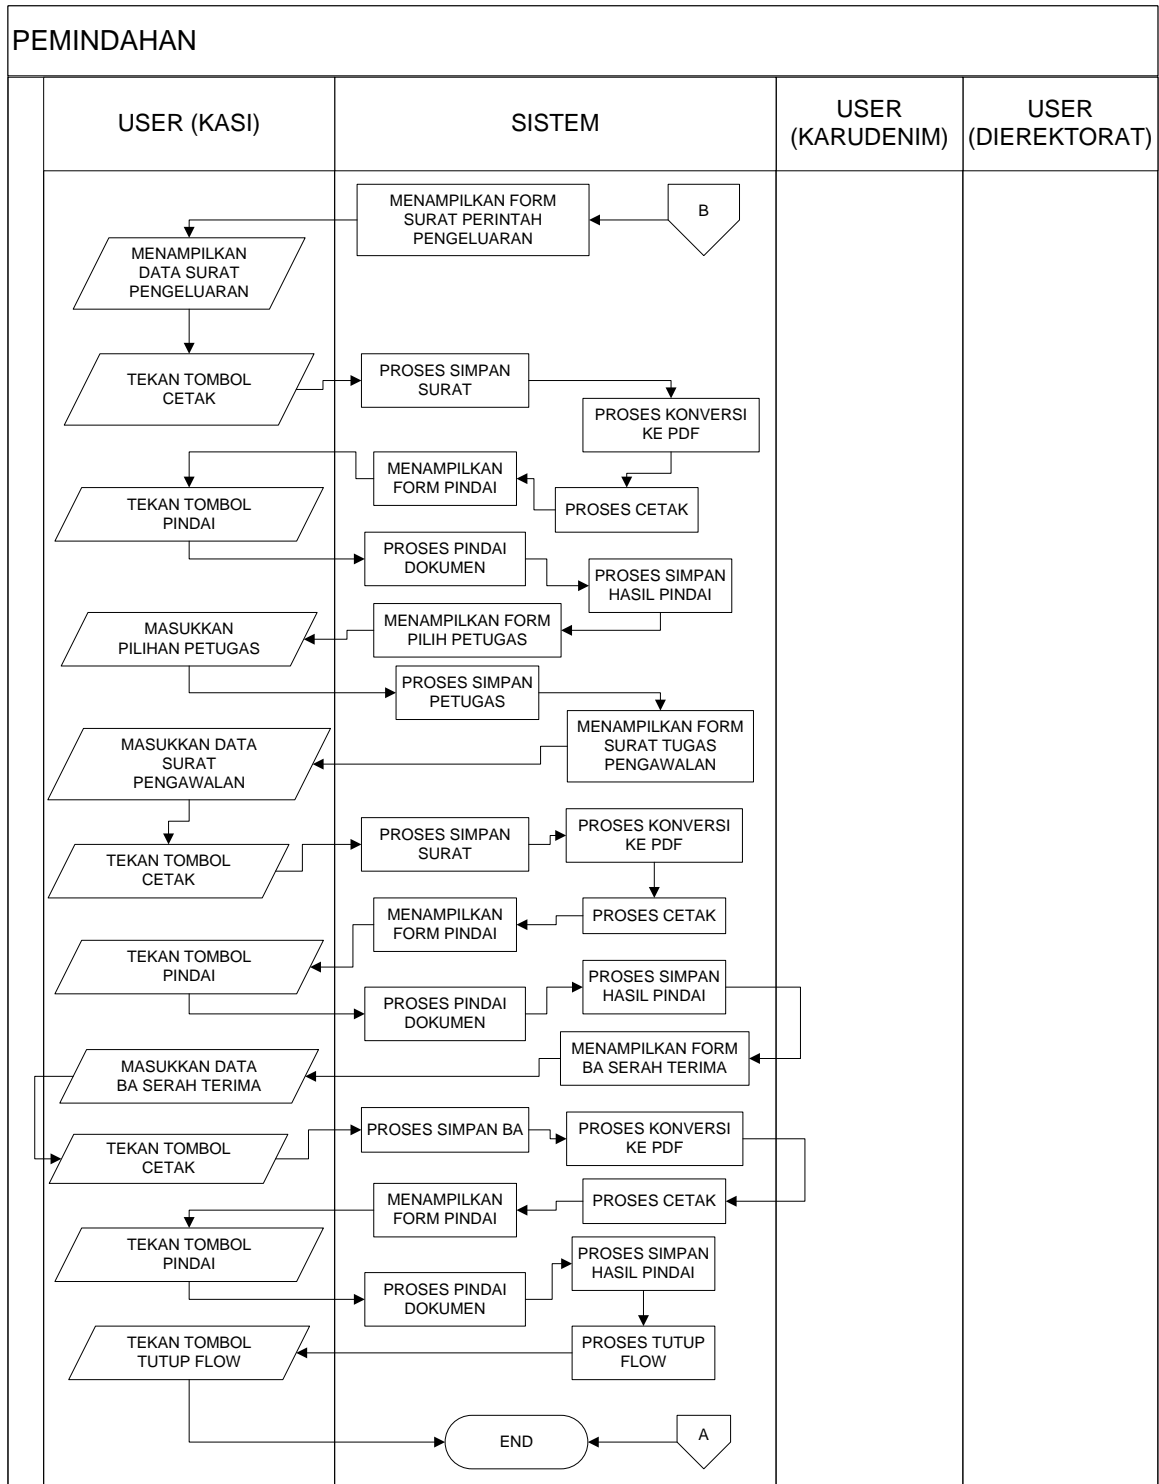 PEMINDAHAN
USER (KASI)
SISTEM
USER
(KARUDENIM)
USER
(DIEREKTORAT)
MENAMPILKAN FORM
SURAT PERINTAH
PENGELUARAN
B
MENAMPILKAN
DATA SURAT
PENGELUARAN
TEKAN TOMBOL
CETAK
PROSES SIMPAN
SURAT
PROSES KONVERSI
KE PDF
PROSES CETAK
MENAMPILKAN
FORM PINDAI
TEKAN TOMBOL
PINDAI
PROSES PINDAI
DOKUMEN
PROSES SIMPAN
HASIL PINDAI
MENAMPILKAN FORM
PILIH PETUGAS
MASUKKAN
PILIHAN PETUGAS
PROSES SIMPAN
PETUGAS
MENAMPILKAN FORM
SURAT TUGAS
PENGAWALAN
MASUKKAN DATA
SURAT
PENGAWALAN
TEKAN TOMBOL
CETAK
PROSES SIMPAN
SURAT
PROSES KONVERSI
KE PDF
PROSES CETAK
MENAMPILKAN
FORM PINDAI
TEKAN TOMBOL
PINDAI
PROSES PINDAI
DOKUMEN
PROSES SIMPAN
HASIL PINDAI
MENAMPILKAN FORM
BA SERAH TERIMA
MASUKKAN DATA
BA SERAH TERIMA
TEKAN TOMBOL
CETAK
PROSES SIMPAN BA
PROSES KONVERSI
KE PDF
PROSES CETAK
MENAMPILKAN
FORM PINDAI
TEKAN TOMBOL
PINDAI
PROSES PINDAI
DOKUMEN
PROSES SIMPAN
HASIL PINDAI
PROSES TUTUP
FLOW
TEKAN TOMBOL
TUTUP FLOW
END
A